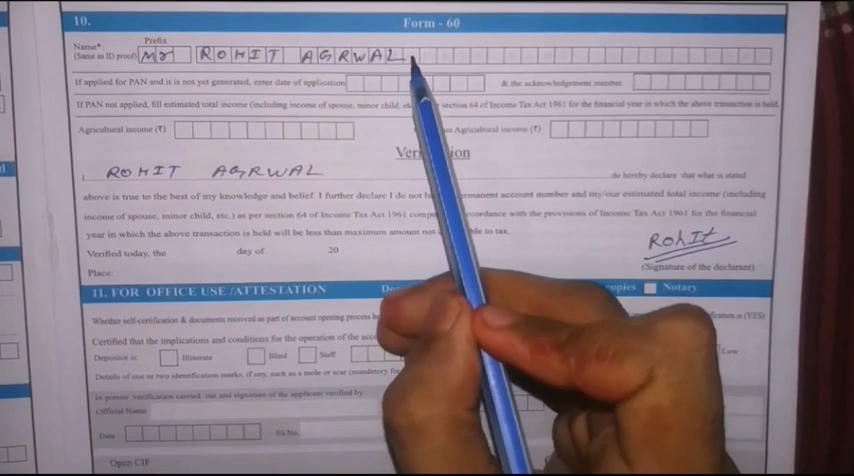 10. Form - 60
Prefix
Name* Mr ROHIT AGRWAL
(Same as ID proof)
If applied for PAN and it is not yet generated, enter date of application & the acknowledgement number
If PAN not applied, fill estimated total income (including income of spouse, minor child, etc. section 64 of Income Tax Act 1961 for the financial year in which the above transaction is held.
Agricultural income (₹) Agricultural income (₹)
I ROHIT AGRWAL do hereby declare that what is stated
above is true to the best of my knowledge and belief. I further declare I do not account number and my/our estimated total income (including
income of spouse, minor child, etc.) as per section 64 of Income Tax Act 1961 with the provisions of Income Tax Act 1961 for the financial
year in which the above transaction is held will be less than maximum amount not to tax.
Verified today, the day of 20
RohIt
Place: (Signature of the declarant)
11. FOR OFFICE USE /ATTESTATION Notary
Whether self-certification & documents received as part of account opening process is (YES)
Certified that the implications and conditions for the operation of the
Depositor is: Illiterate Blind Staff Low
Details of one or two identification marks, if any, such as a mole or scar (mandatory for
In person verification carried out and signature of the applicant verified by:
Official Name
Date SS No.
Open CIF